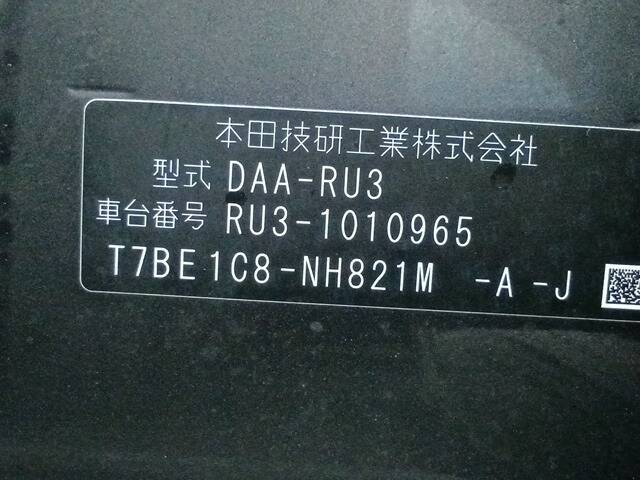 本田技研工業株式会社
型式 DAA-RU3
車台番号 RU3-1010965
T7BE1C8-NH821M -A-J